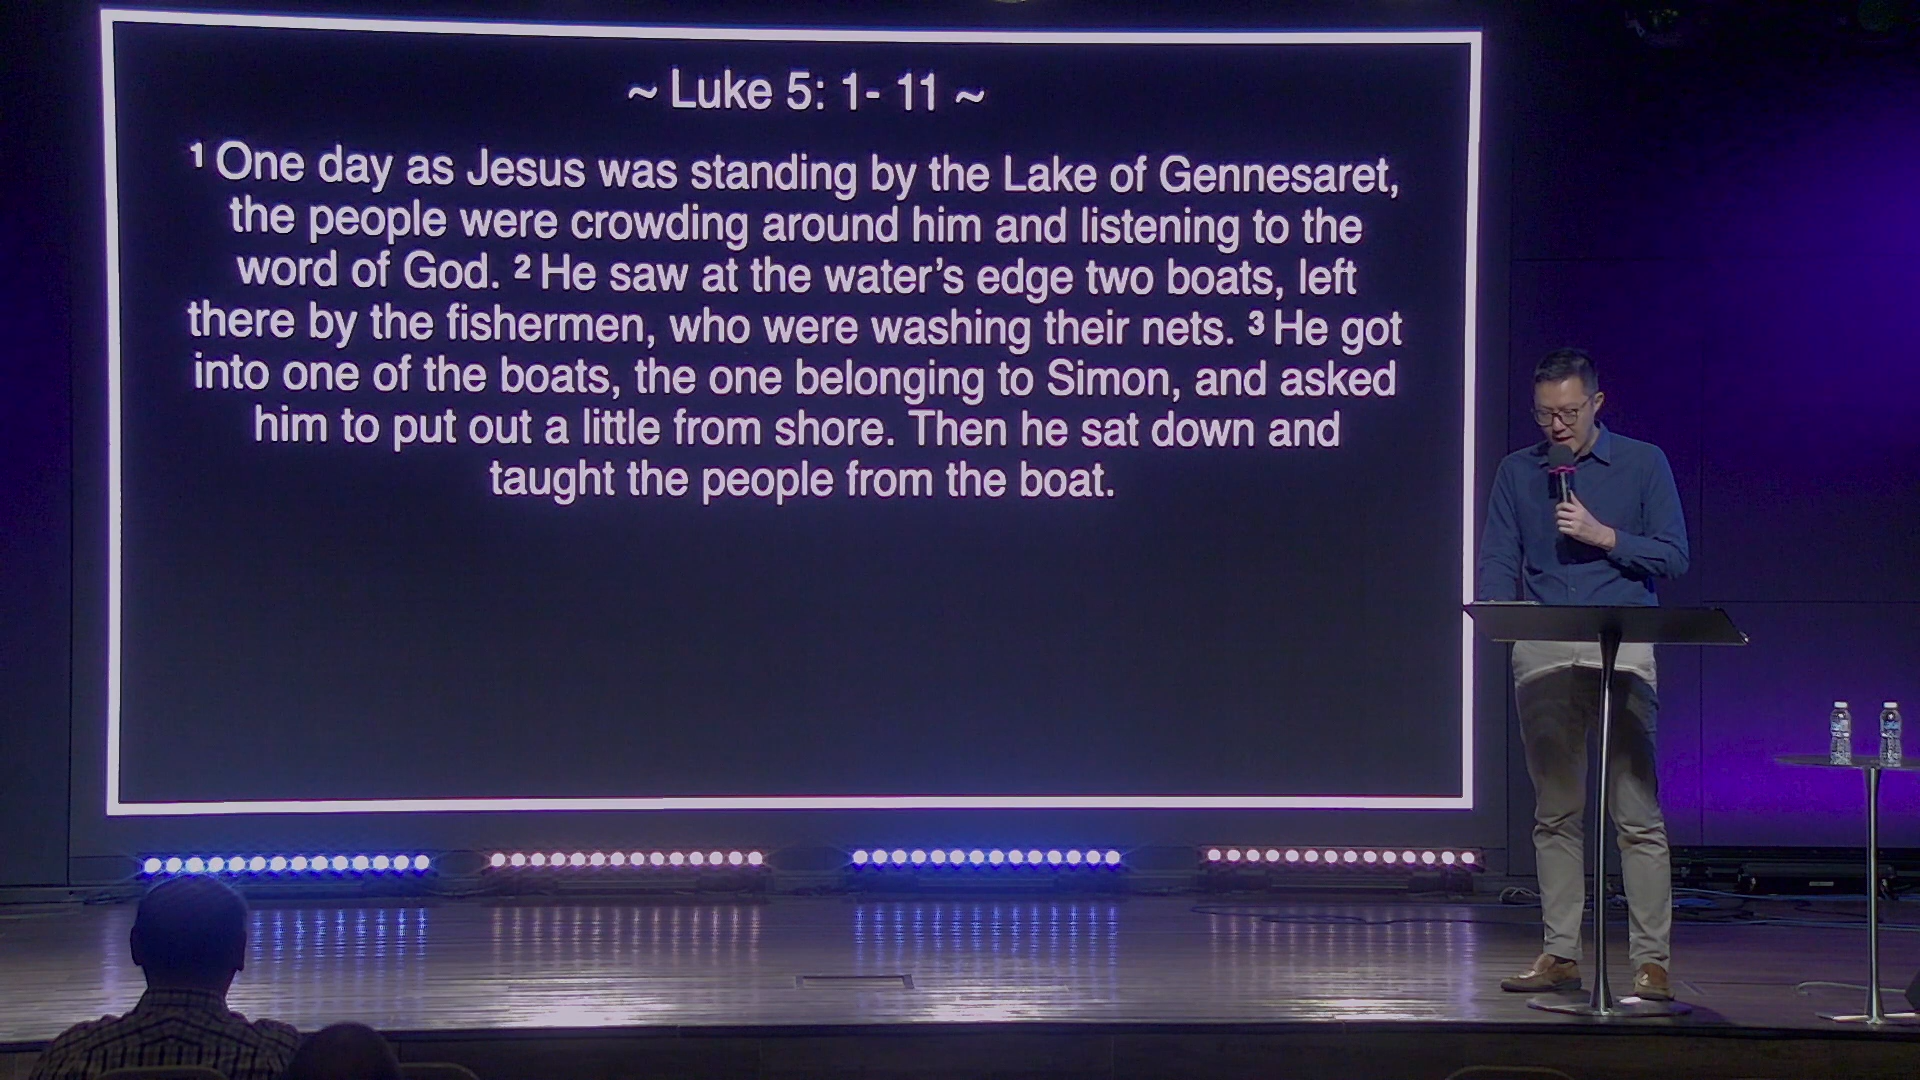 ~ Luke 5: 1- 11 ~
1 One day as Jesus was standing by the Lake of Gennesaret,
the people were crowding around him and listening to the
word of God. 2 He saw at the water’s edge two boats, left
there by the fishermen, who were washing their nets. 3 He got
into one of the boats, the one belonging to Simon, and asked
him to put out a little from shore. Then he sat down and
taught the people from the boat.